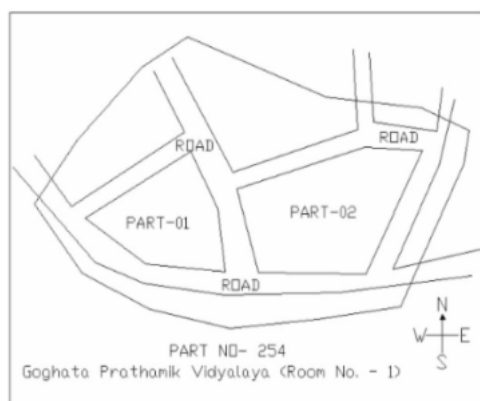 ROAD
ROAD
PART-01
PART-02
ROAD
N
W E
S
PART NO- 254
Goghata Prathamik Vidyalaya (Room No. - 1)